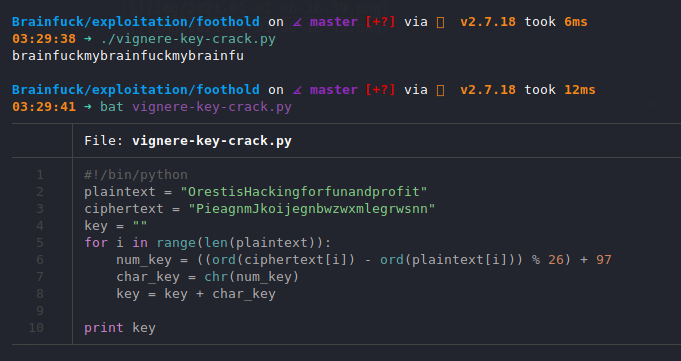 Brainfuck/exploitation/foothold on master [+?] via v2.7.18 took 6ms
03:29:38 → ./vignere-key-crack.py
brainfuckmybrainfuckmybrainfu
Brainfuck/exploitation/foothold on master [+?] via v2.7.18 took 12ms
03:29:41 → bat vignere-key-crack.py
File: vignere-key-crack.py
1 #!/bin/python
2 plaintext = "OrestisHackingforfunandprofit"
3 ciphertext = "PieagnmJkoijegnbwzwxmlegrwsnn"
4 key = ""
5 for i in range(len(plaintext)):
6 num_key = ((ord(ciphertext[i]) - ord(plaintext[i])) % 26) + 97
7 char_key = chr(num_key)
8 key = key + char_key
9
10 print key